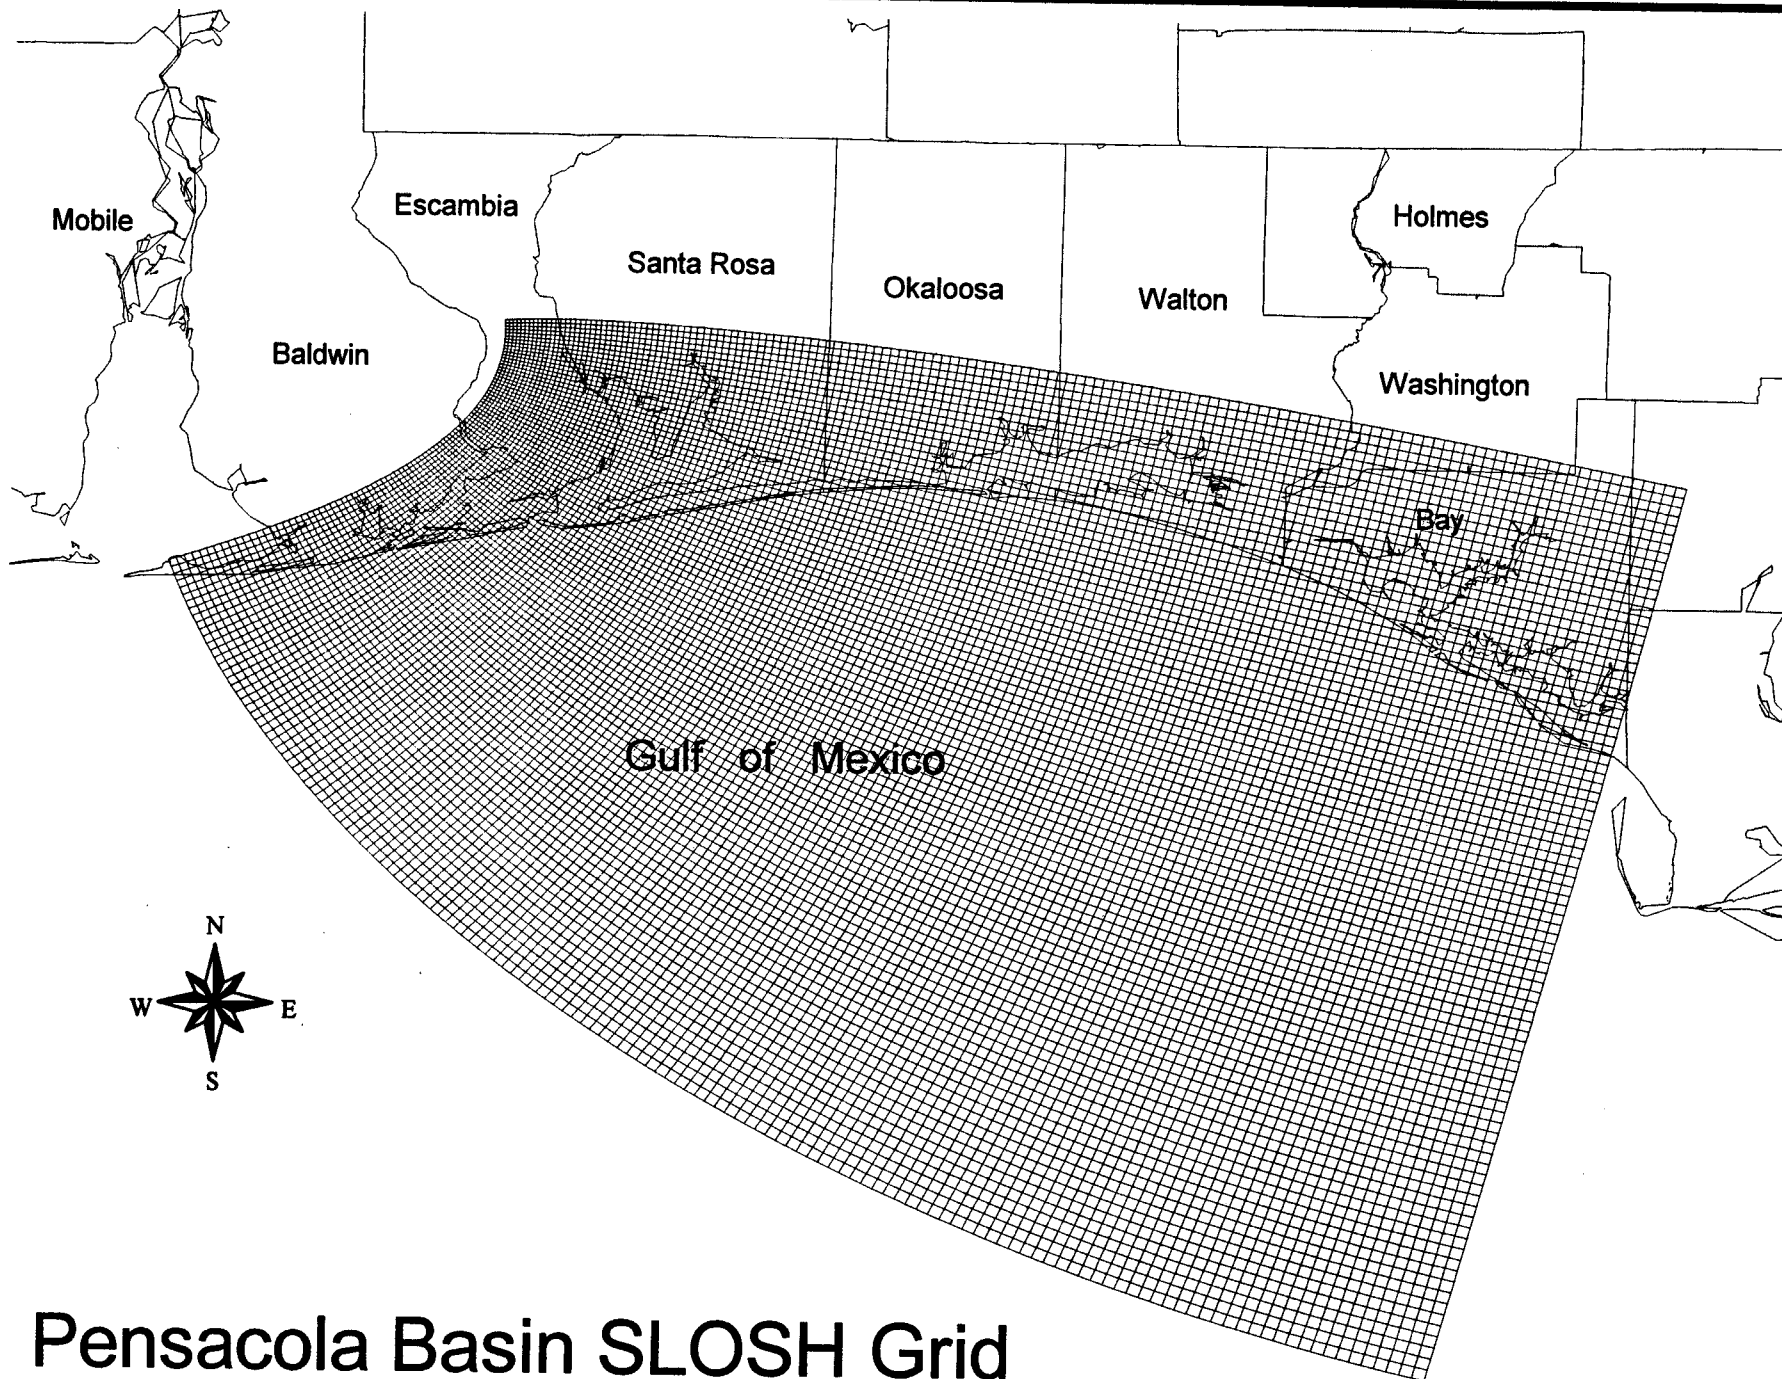 Mobile
Escambia
Holmes
Santa Rosa
Okaloosa
Walton
Baldwin
Washington
Bay
Gulf of Mexico
N
W E
S
Pensacola Basin SLOSH Grid